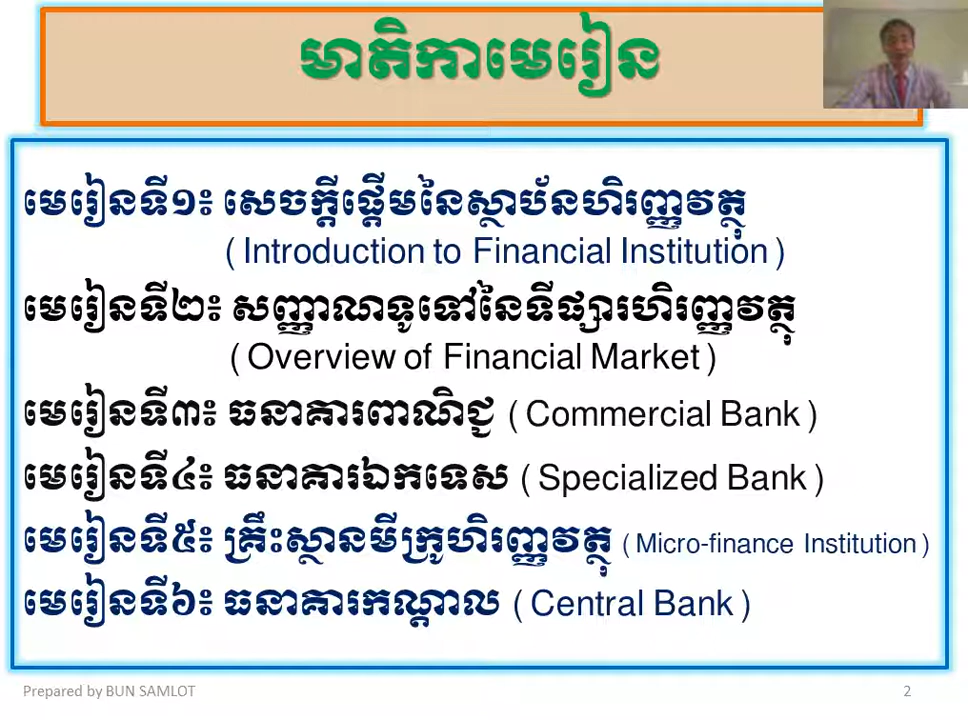 មាតិកាមេរៀន
មេរៀនទី១៖ សេចក្តីផ្តើមនៃស្ថាប័នហិរញ្ញវត្ថុ
( Introduction to Financial Institution )
មេរៀនទី២៖ សញ្ញាណទូទៅនៃទីផ្សារហិរញ្ញវត្ថុ
( Overview of Financial Market )
មេរៀនទី៣៖ ធនាគារពាណិជ្ជ ( Commercial Bank )
មេរៀនទី៤៖ ធនាគារឯកទេស ( Specialized Bank )
មេរៀនទី៥៖ គ្រឹះស្ថានមីក្រូហិរញ្ញវត្ថុ ( Micro-finance Institution )
មេរៀនទី៦៖ ធនាគារកណ្តាល ( Central Bank )
Prepared by BUN SAMLOT
2